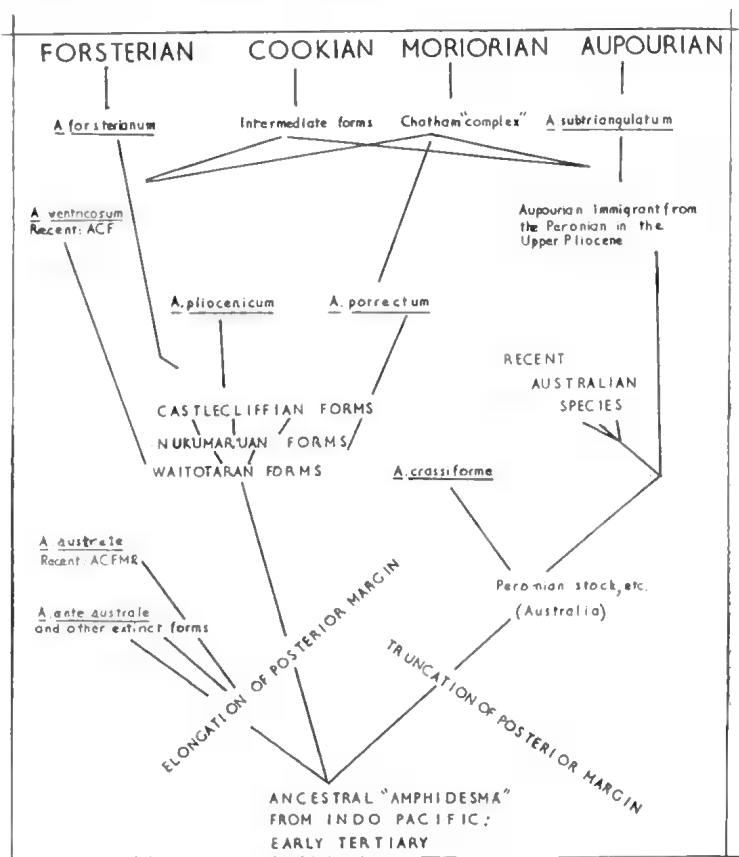 FORSTERIAN COOKIAN MORIORIAN AUPOURIAN
A forsterianum
Intermediate forms
Chatham "complex"
A subtriangulatum
A ventricosum
Recent: ACF
Aupourian Immigrant from
the Peronian in the
Upper Pliocene
A. pliocenicum
A. porrectum
RECENT
AUSTRALIAN
SPECIES
CASTLECLIFFIAN FORMS
NUKUMARUAN FORMS
WAITOTARAN FORMS
A. crassiforme
A australe
Recent: ACFM&
A. ante australe
and other extinct forms
Peronian stock, etc.
(Australia)
ELONGATION OF POSTERIOR MARGIN
TRUNCATION OF POSTERIOR MARGIN
ANCESTRAL "AMPHIDESMA"
FROM INDO PACIFIC:
EARLY TERTIARY